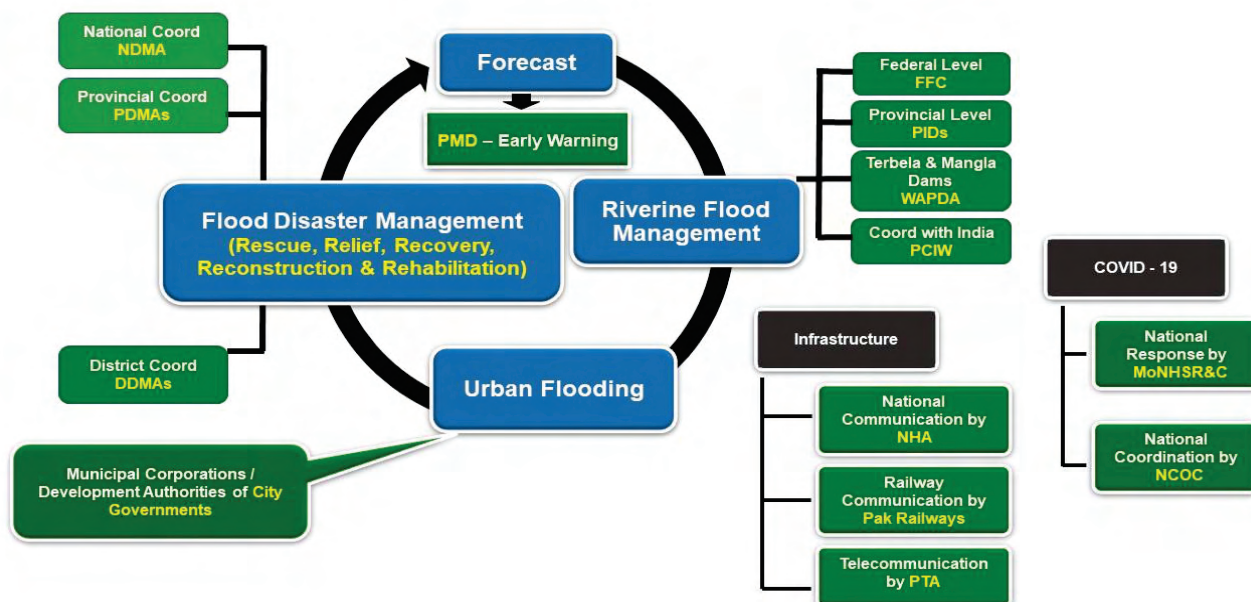 National Coord
NDMA
Provincial Coord
PDMAs
Forecast
PMD – Early Warning
Federal Level
FFC
Provincial Level
PIDs
Terbela & Mangla
Dams
WAPDA
Coord with India
PCIW
Flood Disaster Management
(Rescue, Relief, Recovery,
Reconstruction & Rehabilitation)
Riverine Flood
Management
District Coord
DDMAs
Urban Flooding
Municipal Corporations /
Development Authorities of City
Governments
Infrastructure
National
Communication by
NHA
Railway
Communication by
Pak Railways
Telecommunication
by PTA
COVID - 19
National
Response by
MoNHSR&C
National
Coordination by
NCOC